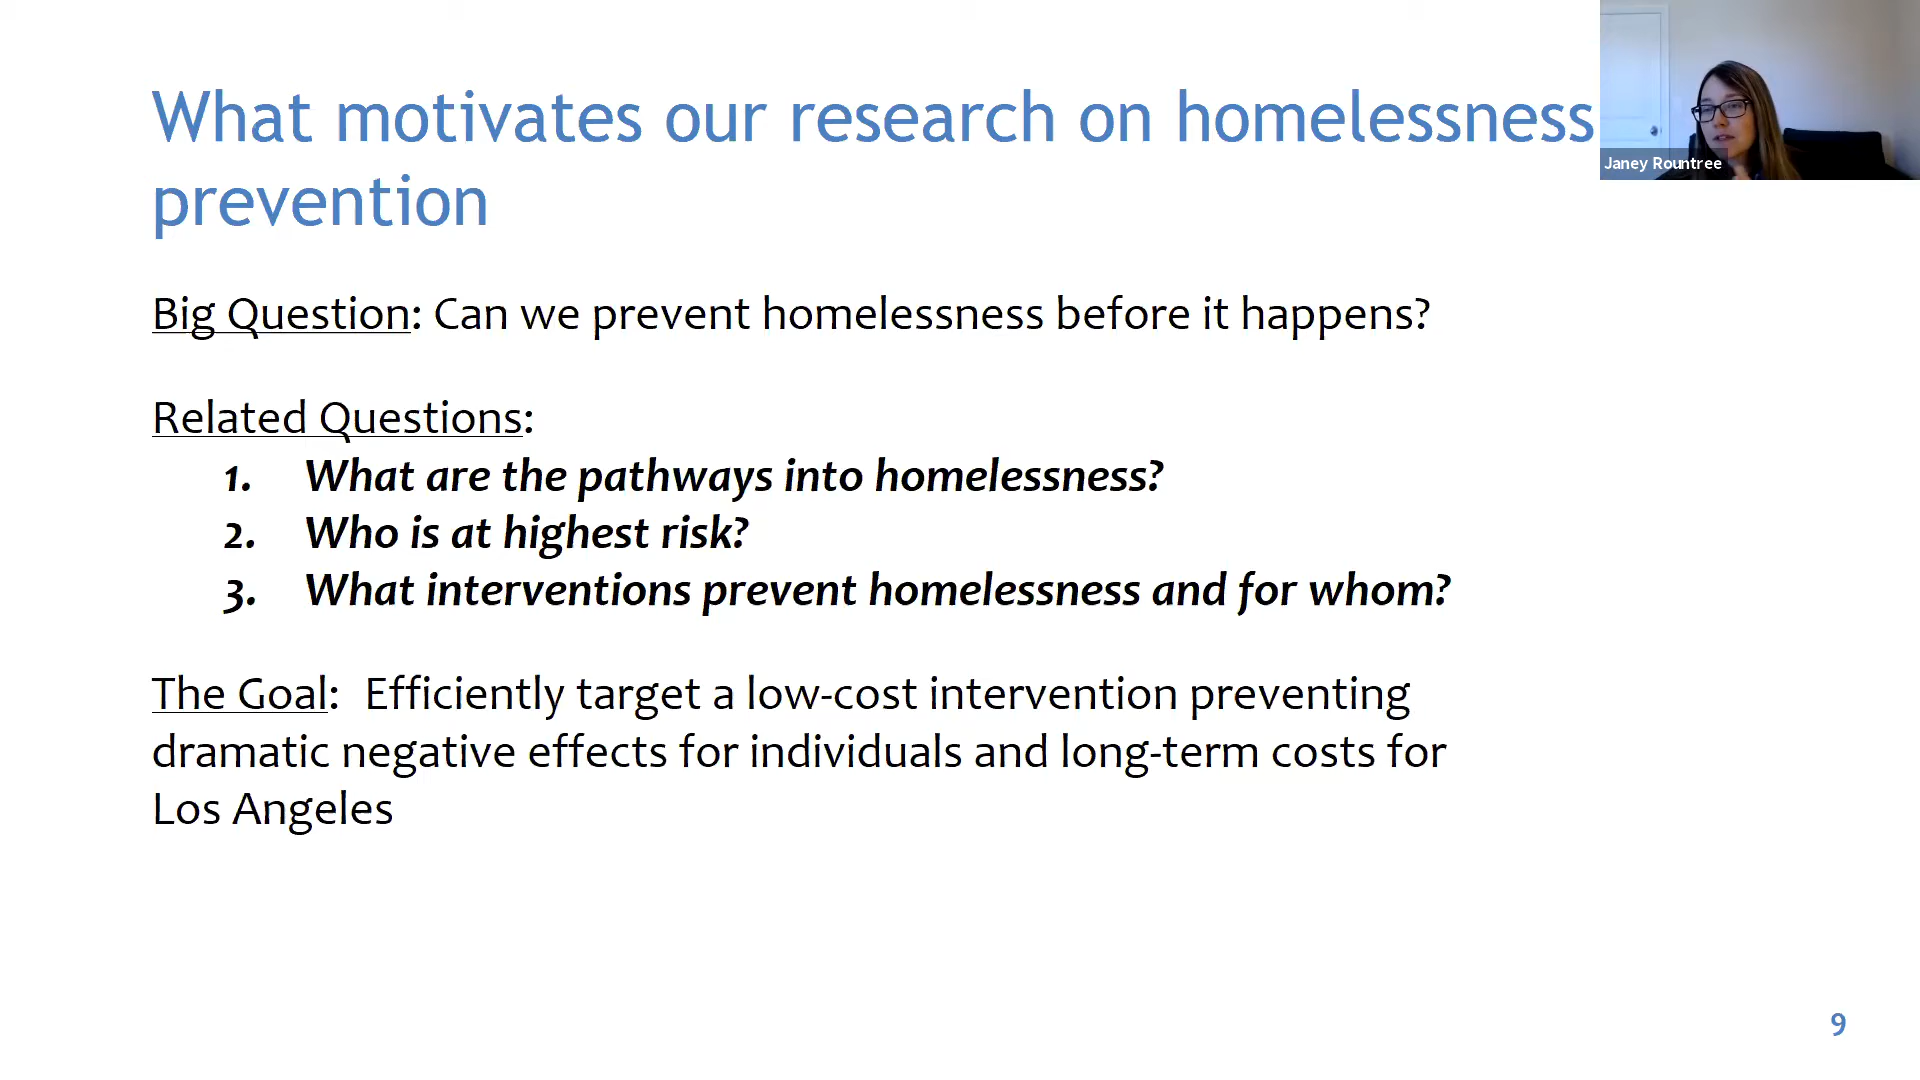 What motivates our research on homelessness
prevention
Janey Rountree
Big Question: Can we prevent homelessness before it happens?
Related Questions:
1. What are the pathways into homelessness?
2. Who is at highest risk?
3. What interventions prevent homelessness and for whom?
The Goal: Efficiently target a low-cost intervention preventing
dramatic negative effects for individuals and long-term costs for
Los Angeles
9